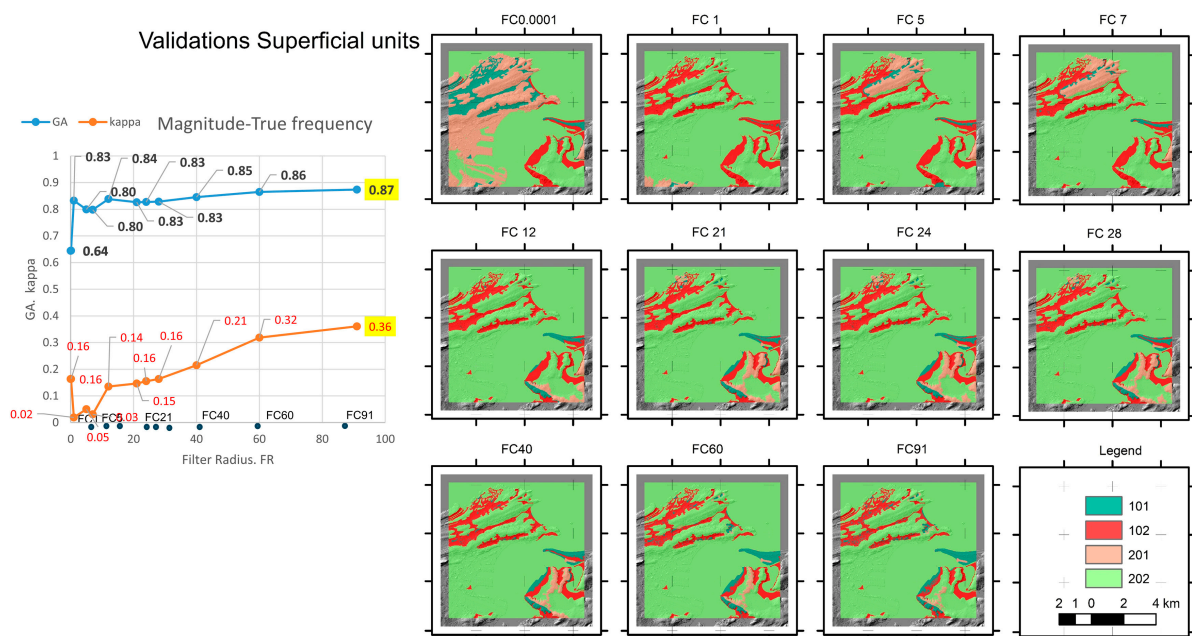 Validations Superficial units
GA
kappa
Magnitude-True frequency
GA. kappa
1
0.9
0.8
0.7
0.6
0.5
0.4
0.3
0.2
0.1
0
0.83
0.84
0.83
0.85
0.86
0.87
0.80
0.80
0.83
0.83
0.64
0.16
0.16
0.14
0.16
0.16
0.21
0.32
0.36
0.15
0.02
0.05
0.03
FC21
FC40
FC60
FC91
0 20 40 60 80 100
Filter Radius. FR
FC0.0001
FC 1
FC 5
FC 7
FC 12
FC 21
FC 24
FC 28
FC40
FC60
FC91
Legend
101
102
201
202
2 1 0 2 4 km